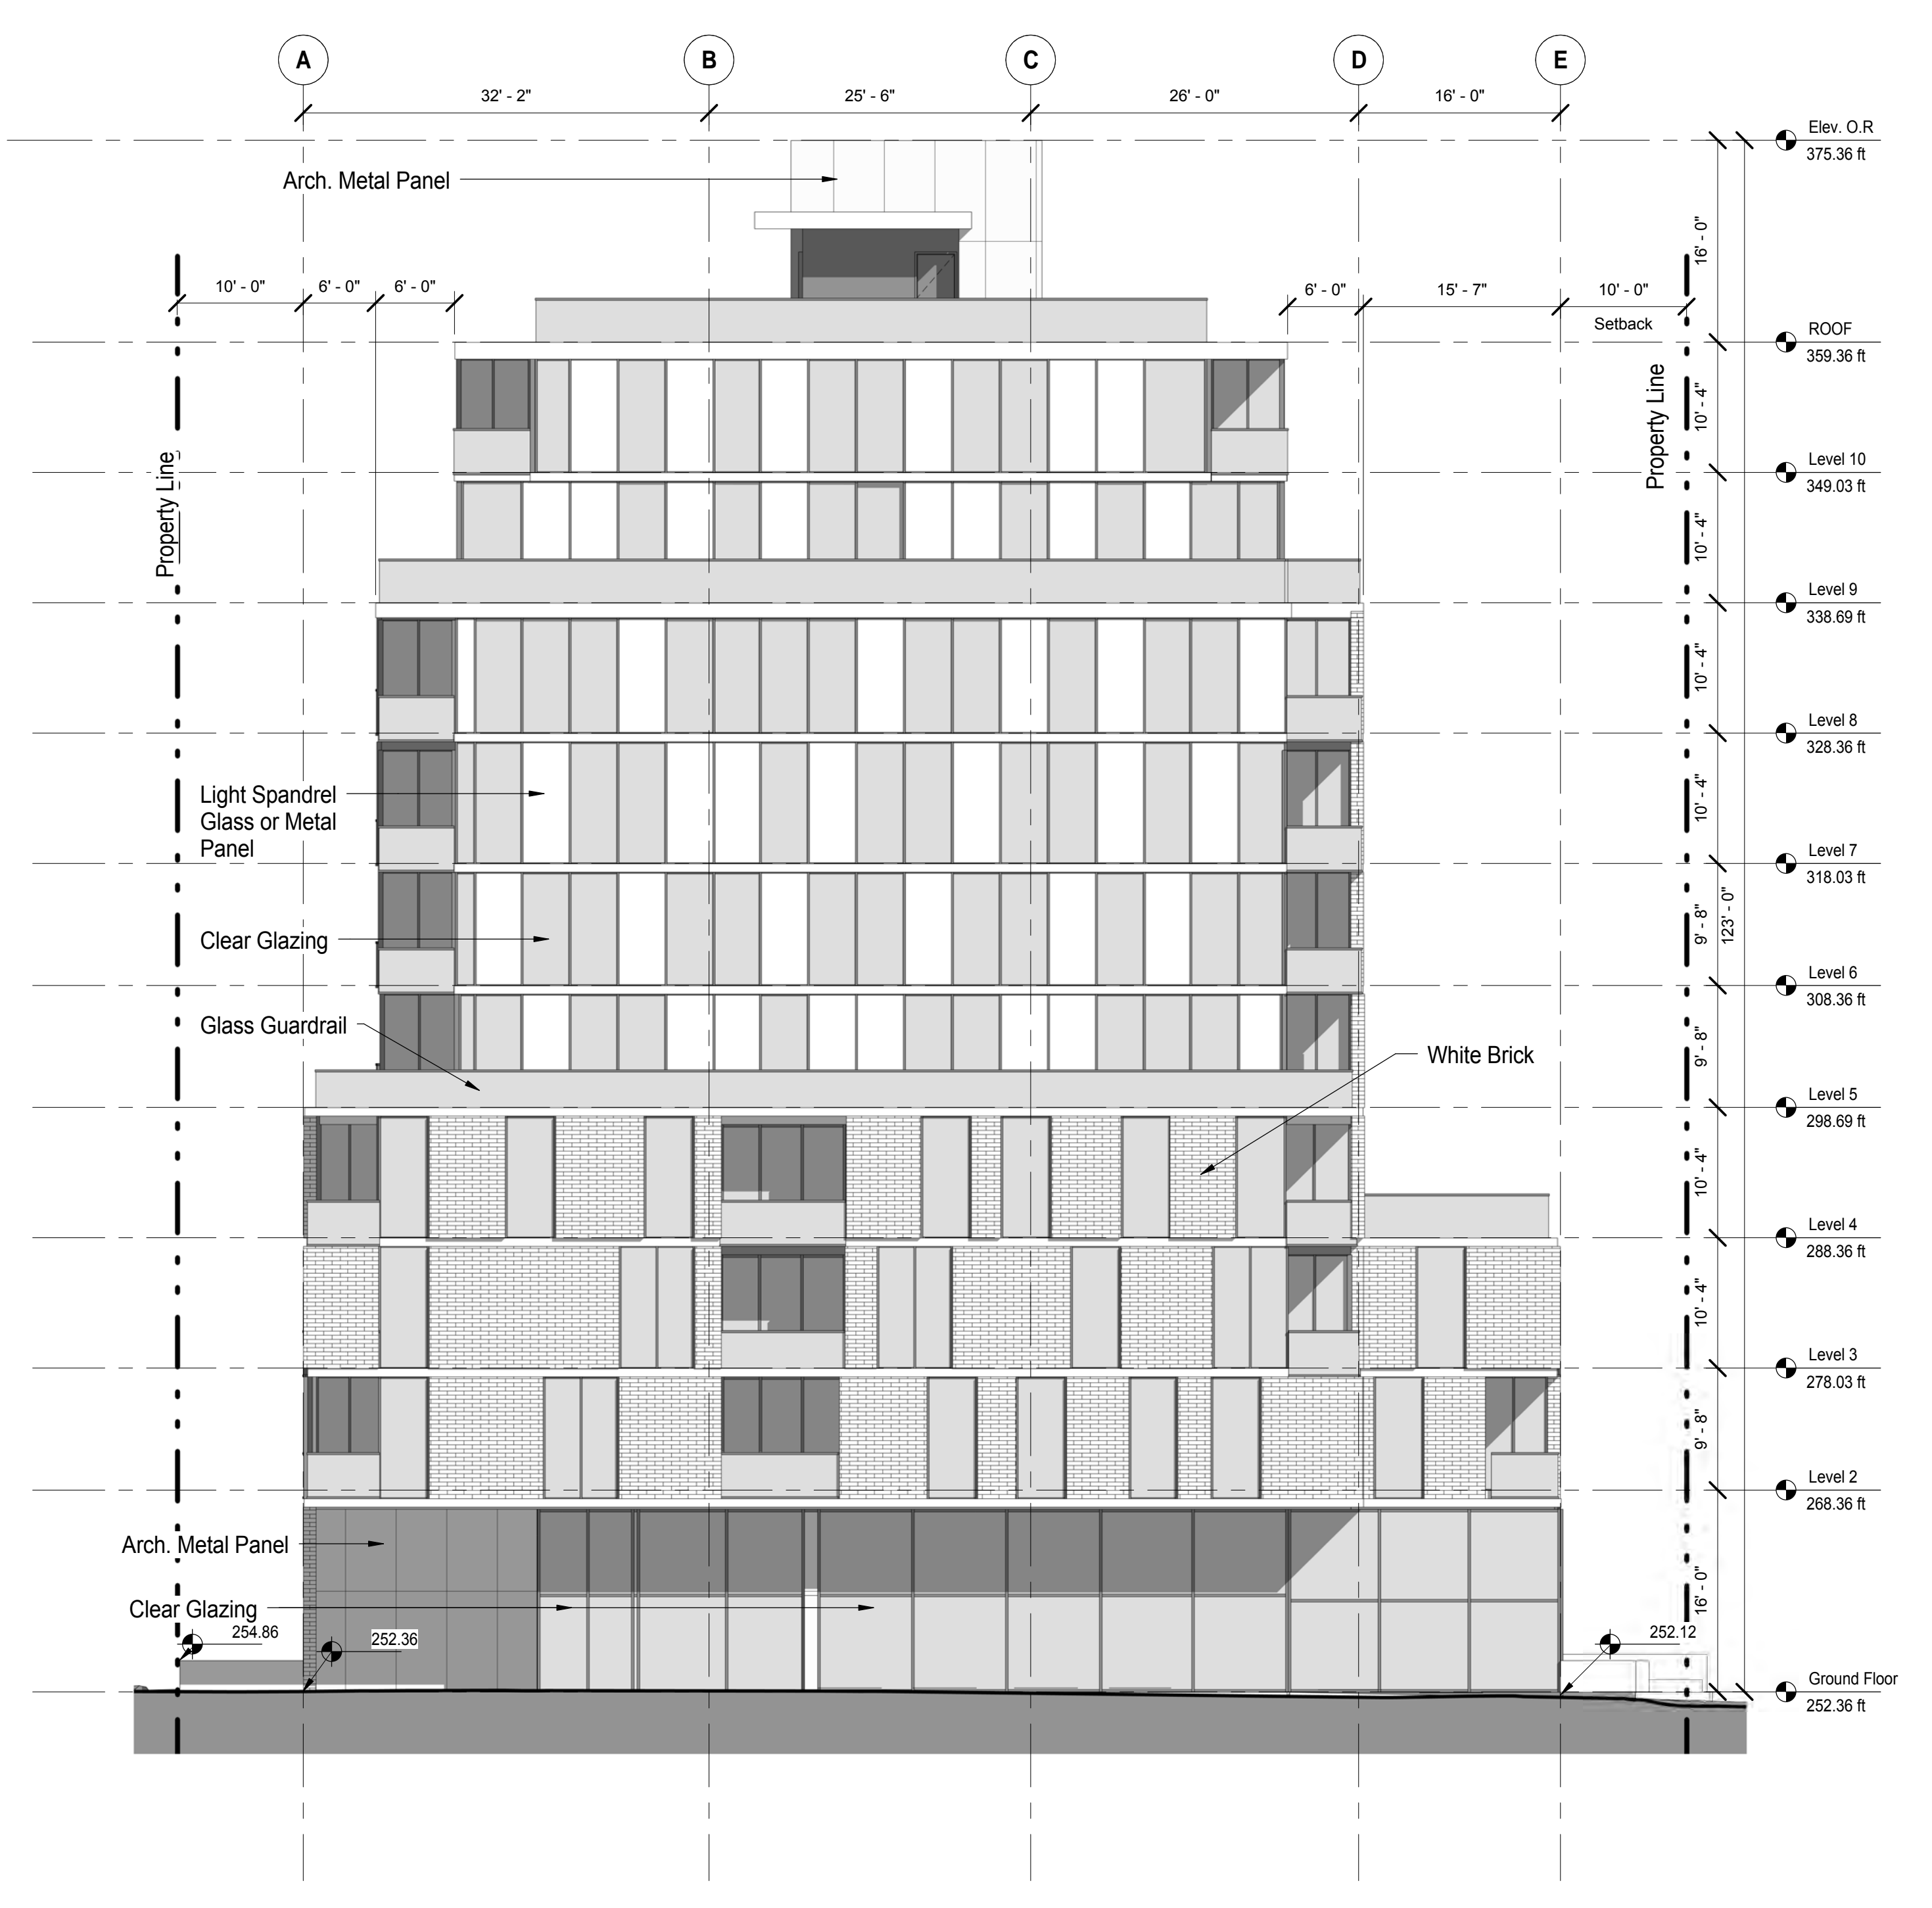 A B C D E
32' - 2" 25' - 6" 26' - 0" 16' - 0"
Elev. O.R
375.36 ft
Arch. Metal Panel
16' - 0"
10' - 0" 6' - 0" 6' - 0" 6' - 0" 15' - 7" 10' - 0"
Setback
ROOF
359.36 ft
Property Line
10' - 4"
Level 10
349.03 ft
Property Line
10' - 4"
Level 9
338.69 ft
10' - 4"
Level 8
328.36 ft
Light Spandrel
Glass or Metal
Panel
10' - 4"
Level 7
318.03 ft
Clear Glazing
9' - 8"
123' - 0"
Level 6
308.36 ft
Glass Guardrail
White Brick
9' - 8"
Level 5
298.69 ft
10' - 4"
Level 4
288.36 ft
10' - 4"
Level 3
278.03 ft
9' - 8"
Level 2
268.36 ft
Arch. Metal Panel
Clear Glazing
16' - 0"
254.86
252.36
252.12
Ground Floor
252.36 ft